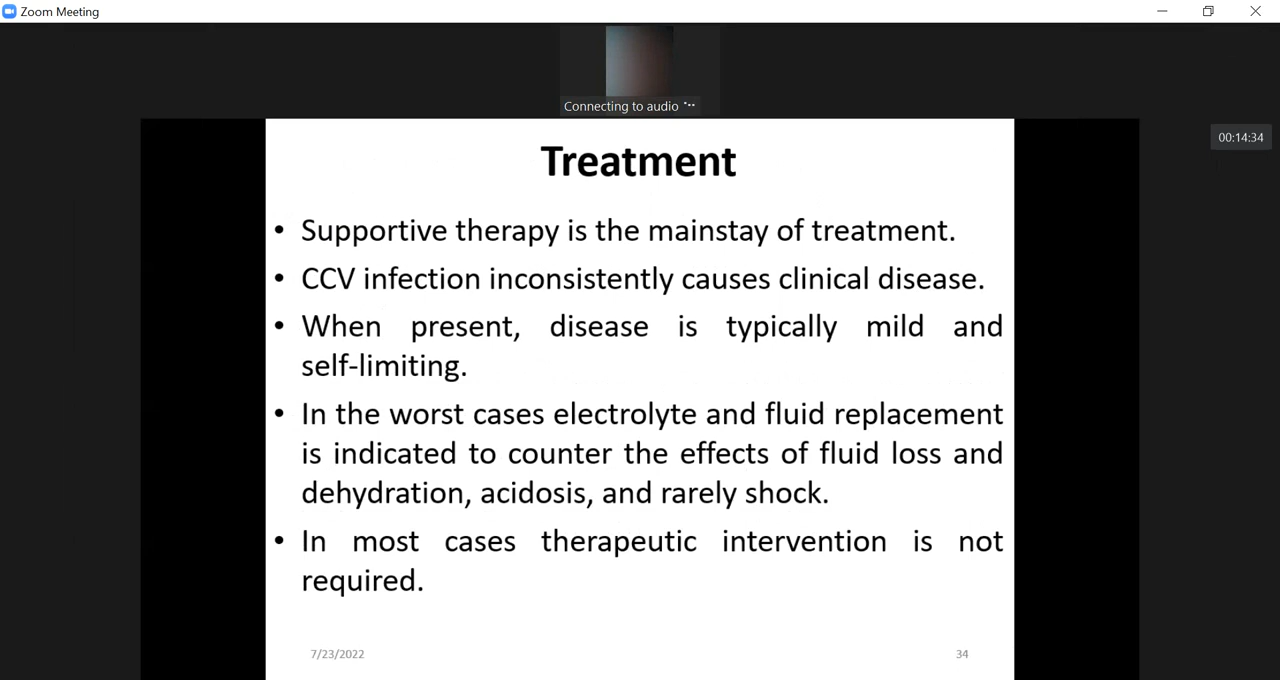 Zoom Meeting
Connecting to audio
00:14:34
Treatment
• Supportive therapy is the mainstay of treatment.
• CCV infection inconsistently causes clinical disease.
• When present, disease is typically mild and
self-limiting.
• In the worst cases electrolyte and fluid replacement
is indicated to counter the effects of fluid loss and
dehydration, acidosis, and rarely shock.
• In most cases therapeutic intervention is not
required.
7/23/2022
34